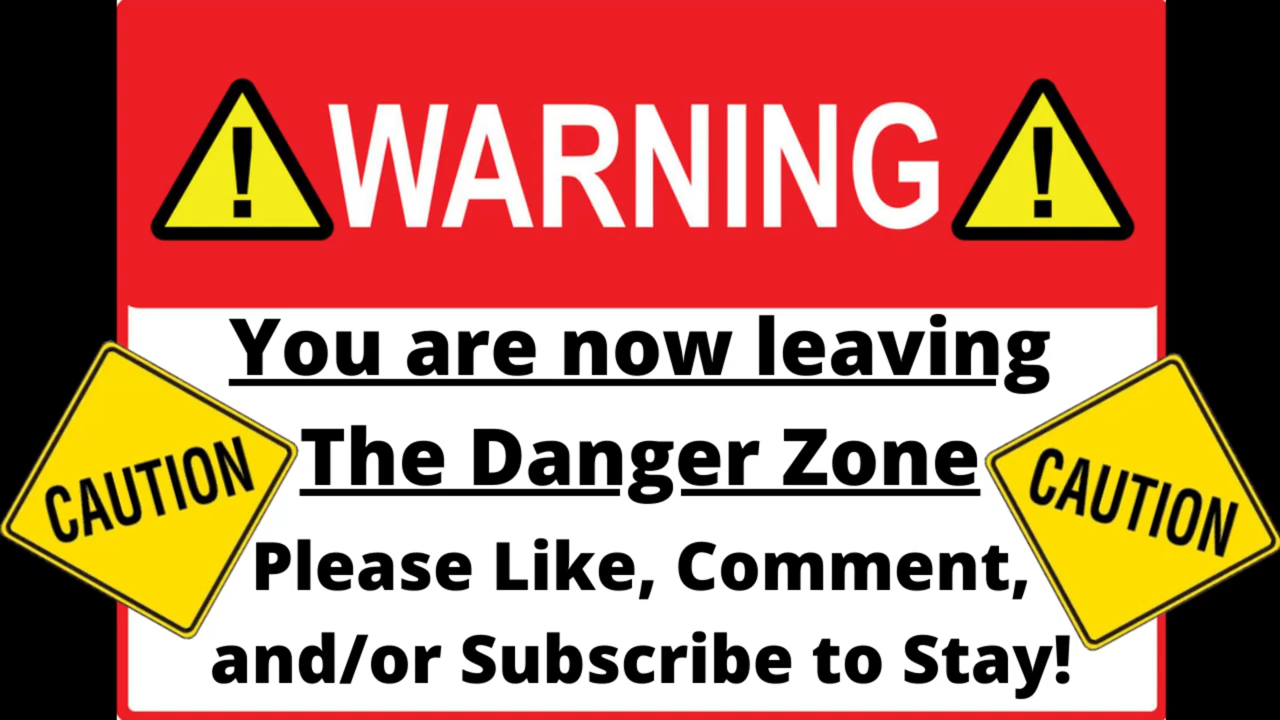 ! WARNING !
You are now leaving
The Danger Zone
CAUTION
CAUTION
Please Like, Comment,
and/or Subscribe to Stay!